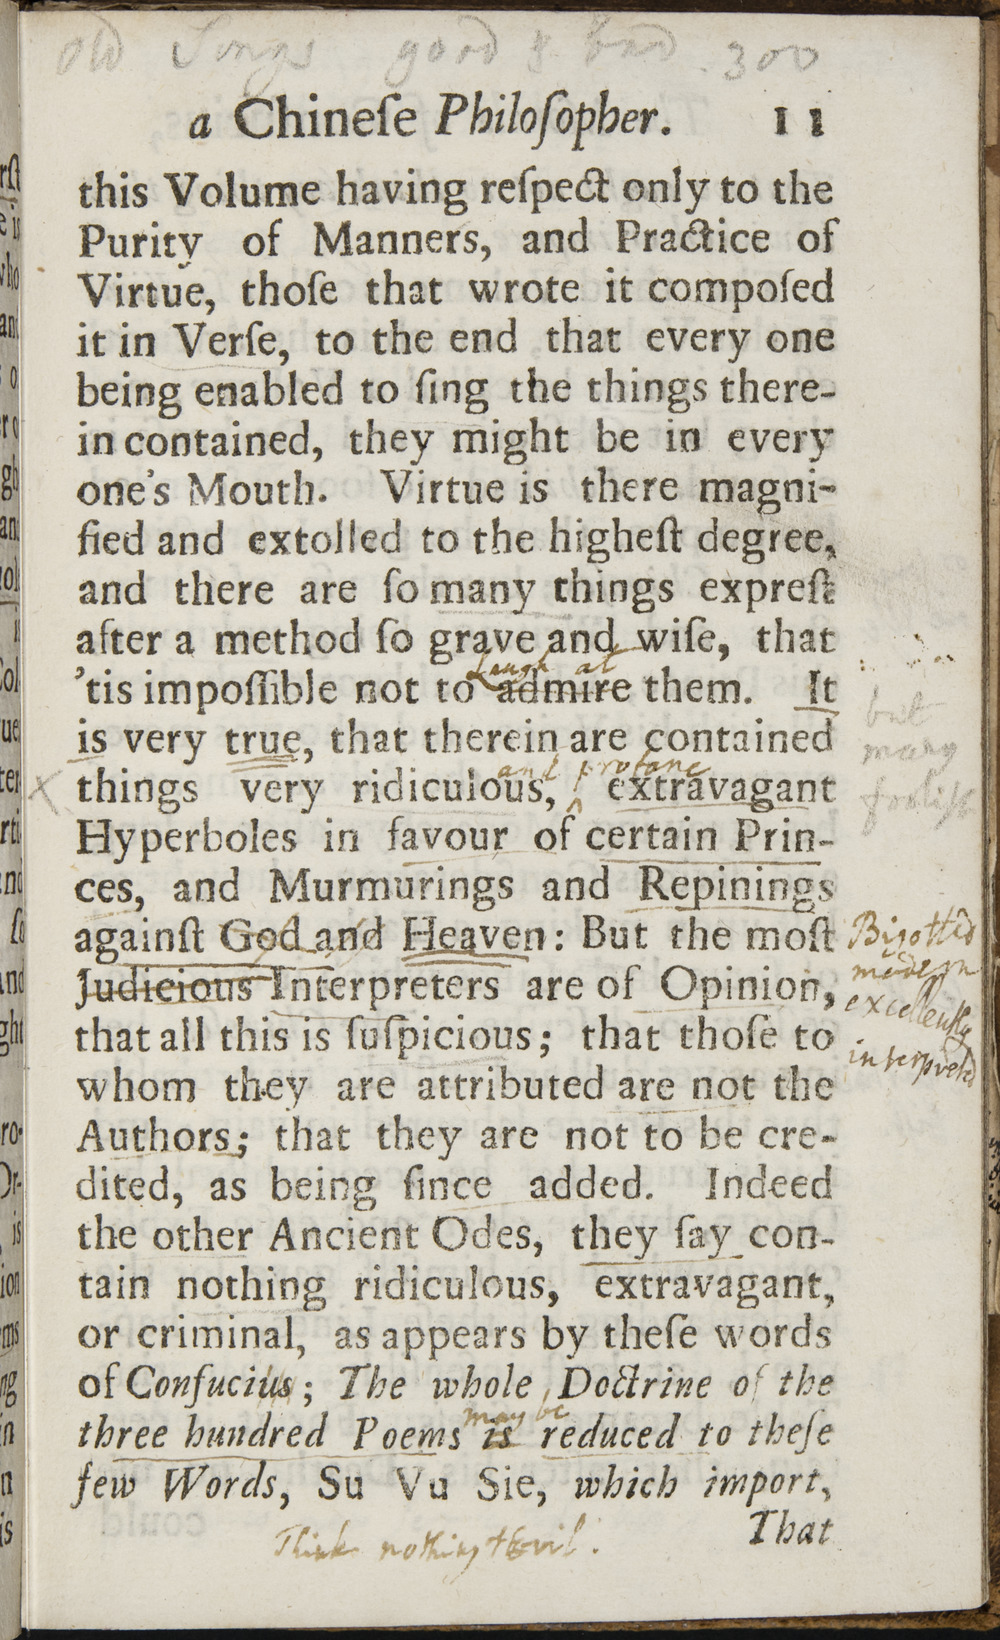 Old Songs good & bad 300
a Chineſe Philoſopher. 11
this Volume having reſpect only to the
Purity of Manners, and Practice of
Virtue, thoſe that wrote it compoſed
it in Verſe, to the end that every one
being enabled to ſing the things there-
in contained, they might be in every
one's Mouth. Virtue is there magni-
fied and extolled to the higheſt degree,
and there are ſo many things expreſt
after a method ſo grave and wiſe, that
Laugh at
'tis impoſſible not to admire them. It
is very true, that therein are contained
but
many
fooliſh
and profane
X things very ridiculous, ‸ extravagant
Hyperboles in favour of certain Prin-
ces, and Murmurings and Repinings
againſt God and Heaven: But the moſt
Judicious Interpreters are of Opinion,
Bigotted
modern
excellently
interpreted
that all this is ſuſpicious; that thoſe to
whom they are attributed are not the
Authors; that they are not to be cre-
dited, as being ſince added. Indeed
the other Ancient Odes, they ſay con-
tain nothing ridiculous, extravagant,
or criminal, as appears by theſe words
of Confucius; The whole Doctrine of the
may be
three hundred Poems is reduced to theſe
few Words, Su Vu Sie, which import,
That
Think nothing Evil.